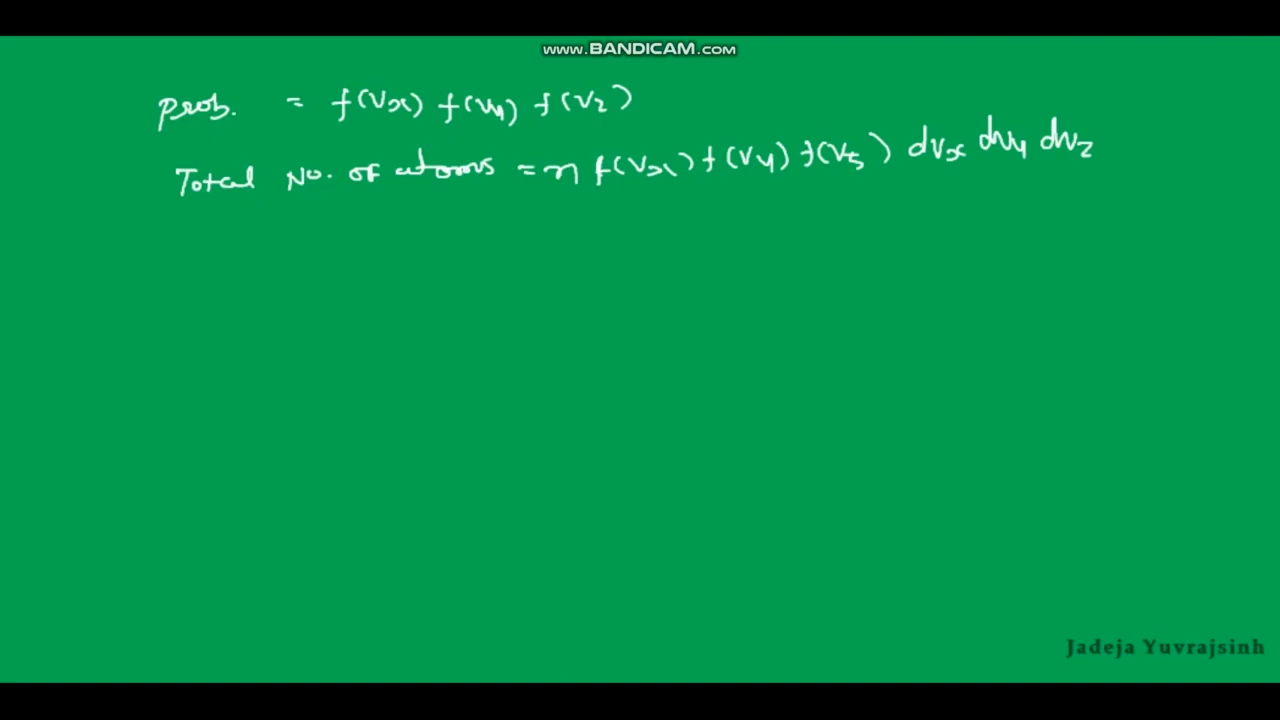 www.BANDICAM.com
prob. = f(vx) f(vy) f(vz)
Total No. of atoms = n f(vx) f(vy) f(vz) dvx dvy dvz
Jadeja Yuvrajsinh